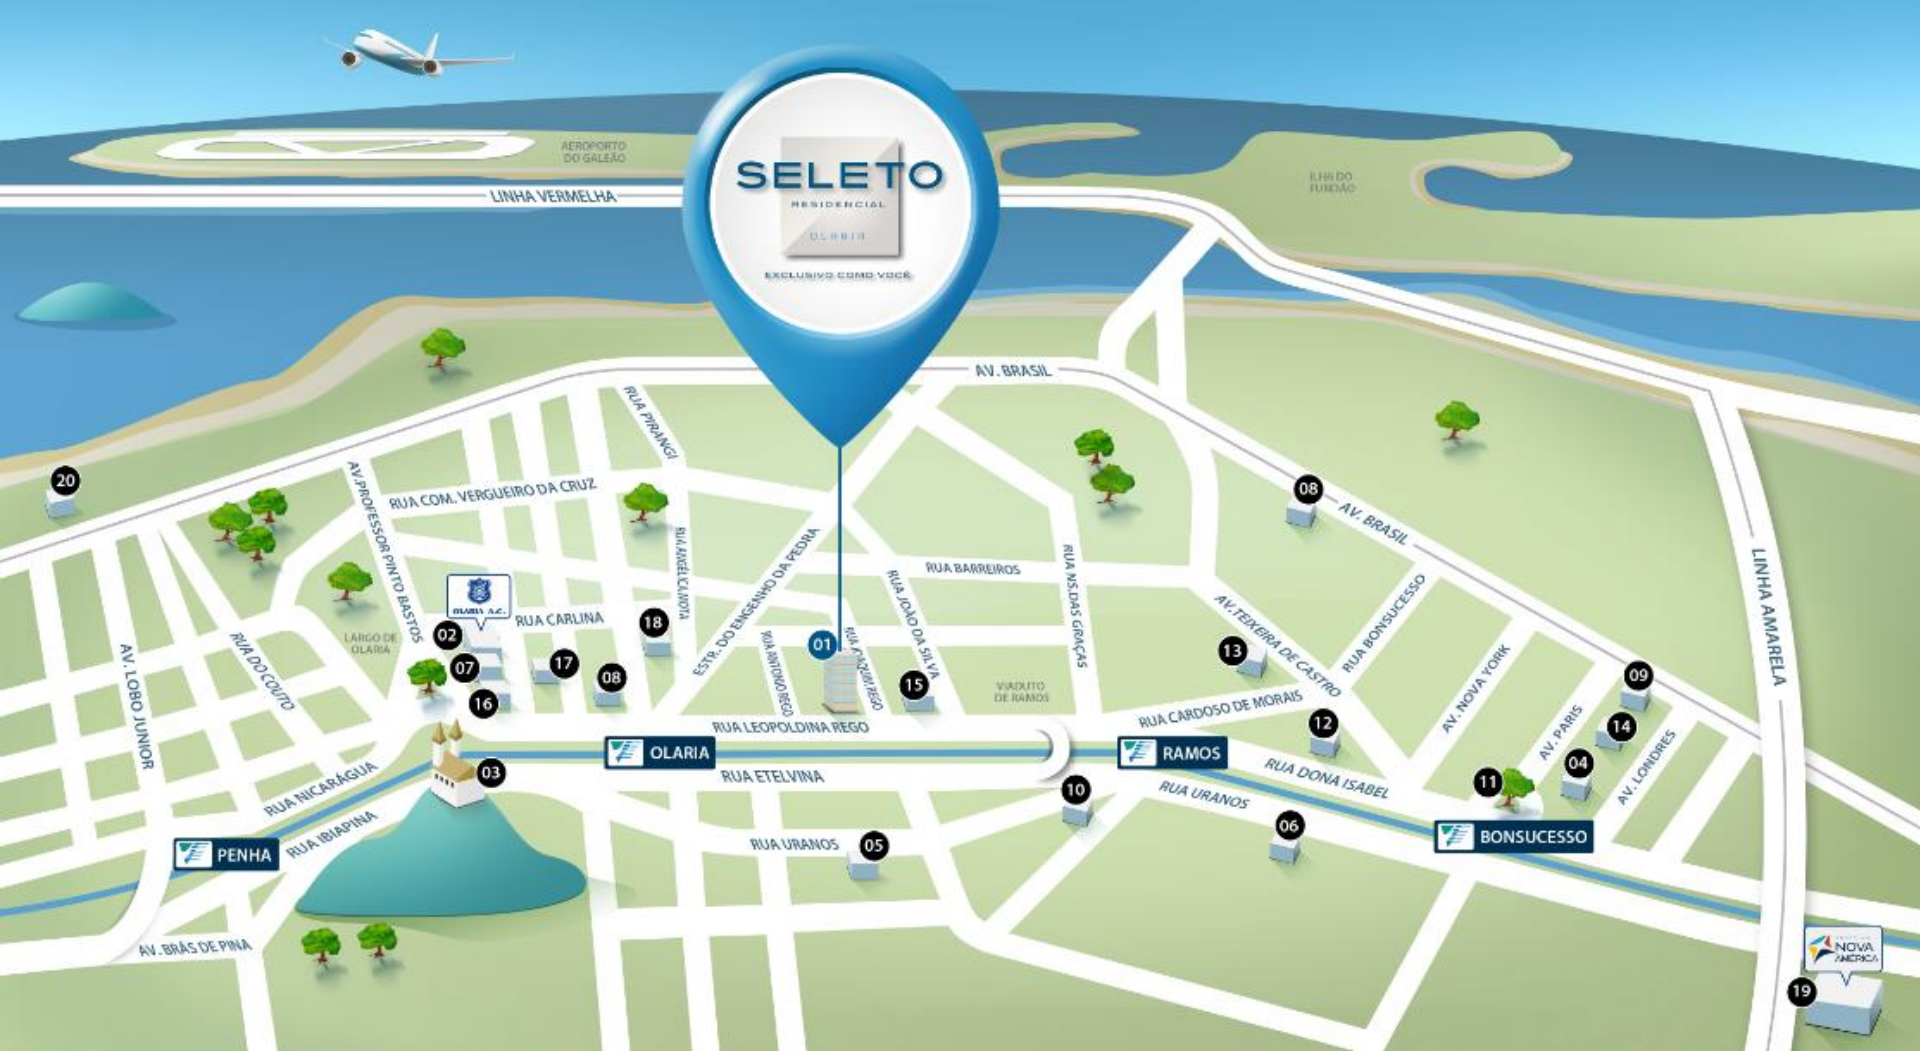 AEROPORTO
DO GALEÃO
LINHA VERMELHA
SELETO
RESIDENCIAL
OLARIA
EXCLUSIVO COMO VOCÊ
ILHA DO
FUNDÃO
AV. BRASIL
RUA PIRANGI
20
AV. PROFESSOR PINTO BASTOS
RUA COM. VERGUEIRO DA CRUZ
08
AV. BRASIL
RUA ANGÉLICA MOTA
ESTR. DO ENGENHO DA PEDRA
RUA BARREIROS
RUA NS. DAS GRAÇAS
LINHA AMARELA
OLARIA A.C.
RUA CARLINA
RUA JOÃO DA SILVA
AV. TEIXEIRA DE CASTRO
RUA BONSUCESSO
LARGO DE
OLARIA
02
18
01
RUA JOAQUIM REGO
RUA ANTONIO REGO
13
07
17
08
15
16
VIADUTO
DE RAMOS
AV. LOBO JUNIOR
RUA DO COUTO
RUA CARDOSO DE MORAIS
AV. NOVA YORK
09
RUA LEOPOLDINA REGO
12
AV. PARIS
14
OLARIA
RAMOS
03
RUA ETELVINA
RUA DONA ISABEL
04
AV. LONDRES
RUA NICARÁGUA
10
RUA URANOS
11
RUA IBIAPINA
PENHA
RUA URANOS
05
06
BONSUCESSO
AV. BRÁS DE PINA
NOVA
AMÉRICA
19